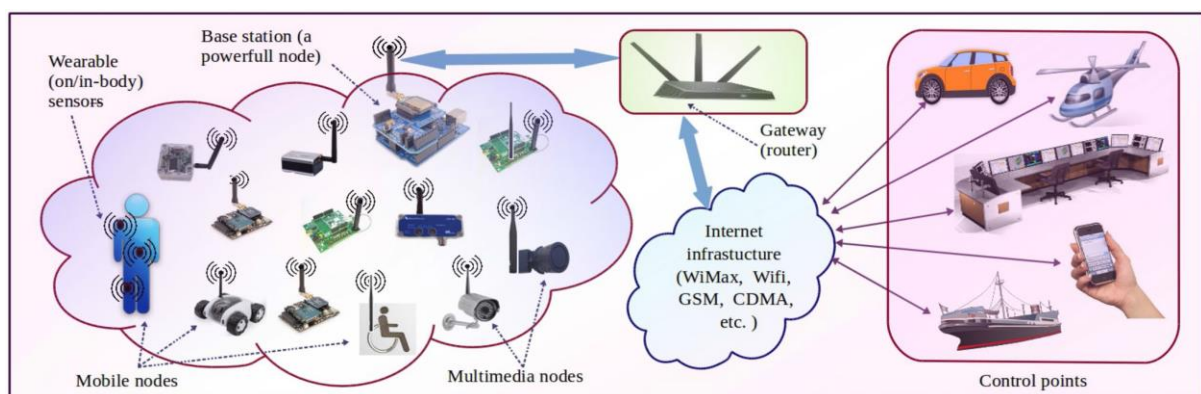 Wearable
(on/in-body)
sensors
Base station (a
powerfull node)
Gateway
(router)
Internet
infrastucture
(WiMax, Wifi,
GSM, CDMA,
etc. )
Mobile nodes
Multimedia nodes
Control points